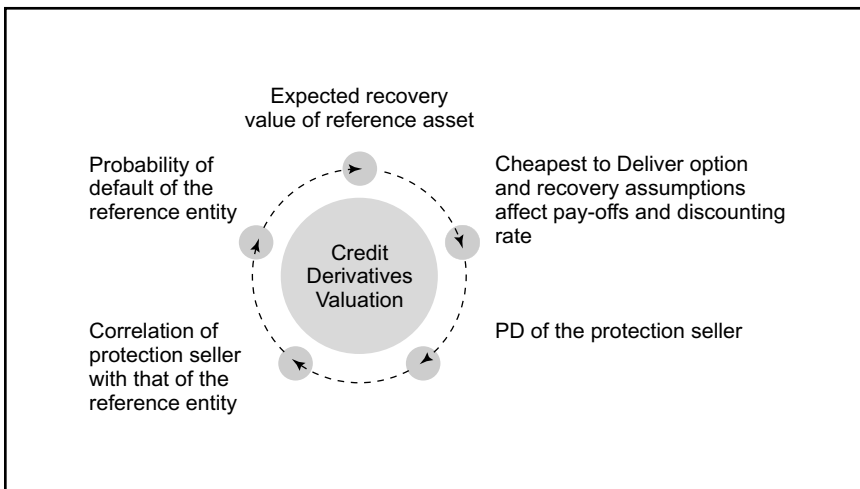 Expected recovery
value of reference asset
Cheapest to Deliver option
and recovery assumptions
affect pay-offs and discounting
rate
PD of the protection seller
Correlation of
protection seller
with that of the
reference entity
Probability of
default of the
reference entity
Credit
Derivatives
Valuation